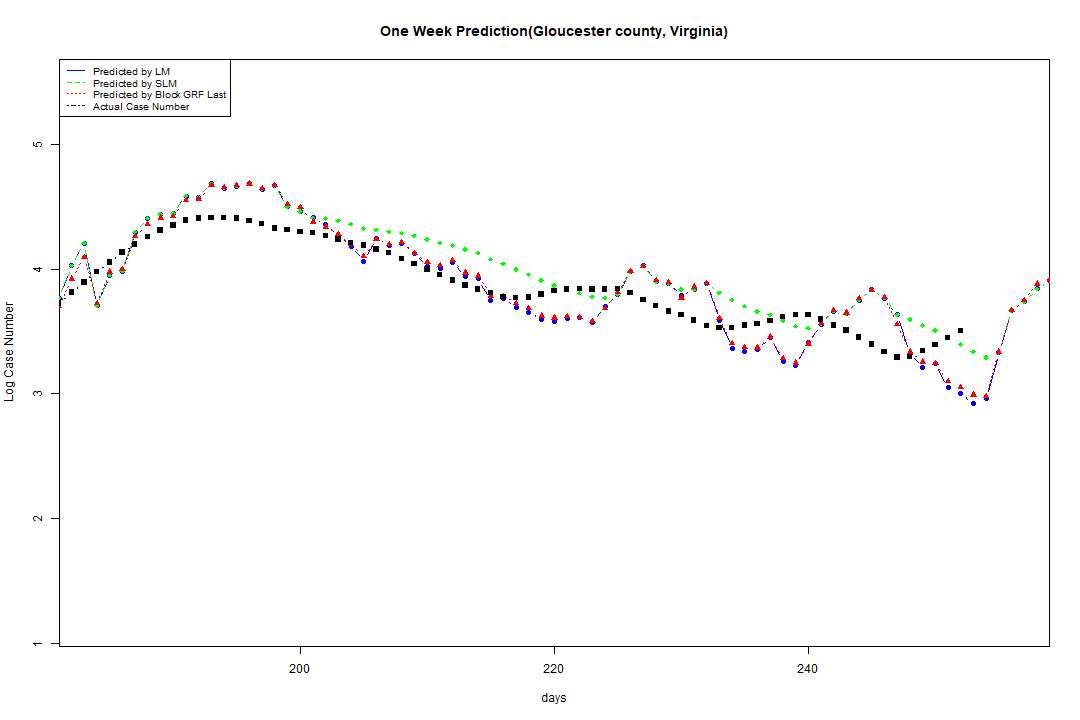 One Week Prediction(Gloucester county, Virginia)
Predicted by LM
Predicted by SLM
Predicted by Block GRF Last
Actual Case Number
5
4
3
2
1
Log Case Number
200
220
240
days